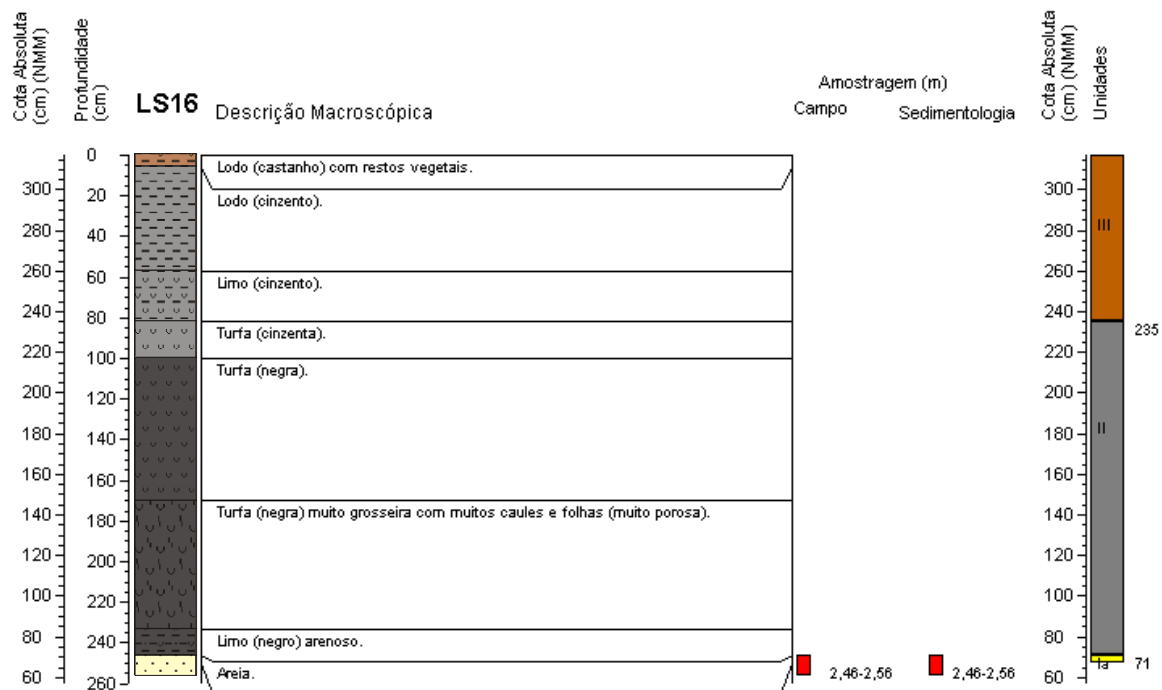 Cota Absoluta
(cm) (NMM)
Profundidade
(cm)
LS16
Descrição Macroscópica
Amostragem (m)
Campo
Sedimentologia
Cota Absoluta
(cm) (NMM)
Unidades
300
280
260
240
220
200
180
160
140
120
100
80
60
0
20
40
60
80
100
120
140
160
180
200
220
240
260
Lodo (castanho) com restos vegetais.
Lodo (cinzento).
Limo (cinzento).
Turfa (cinzenta).
Turfa (negra).
Turfa (negra) muito grosseira com muitos caules e folhas (muito porosa).
Limo (negro) arenoso.
Areia.
2,46-2,56
2,46-2,56
300
280
260
240
220
200
180
160
140
120
100
80
60
III
II
Ia
235
71